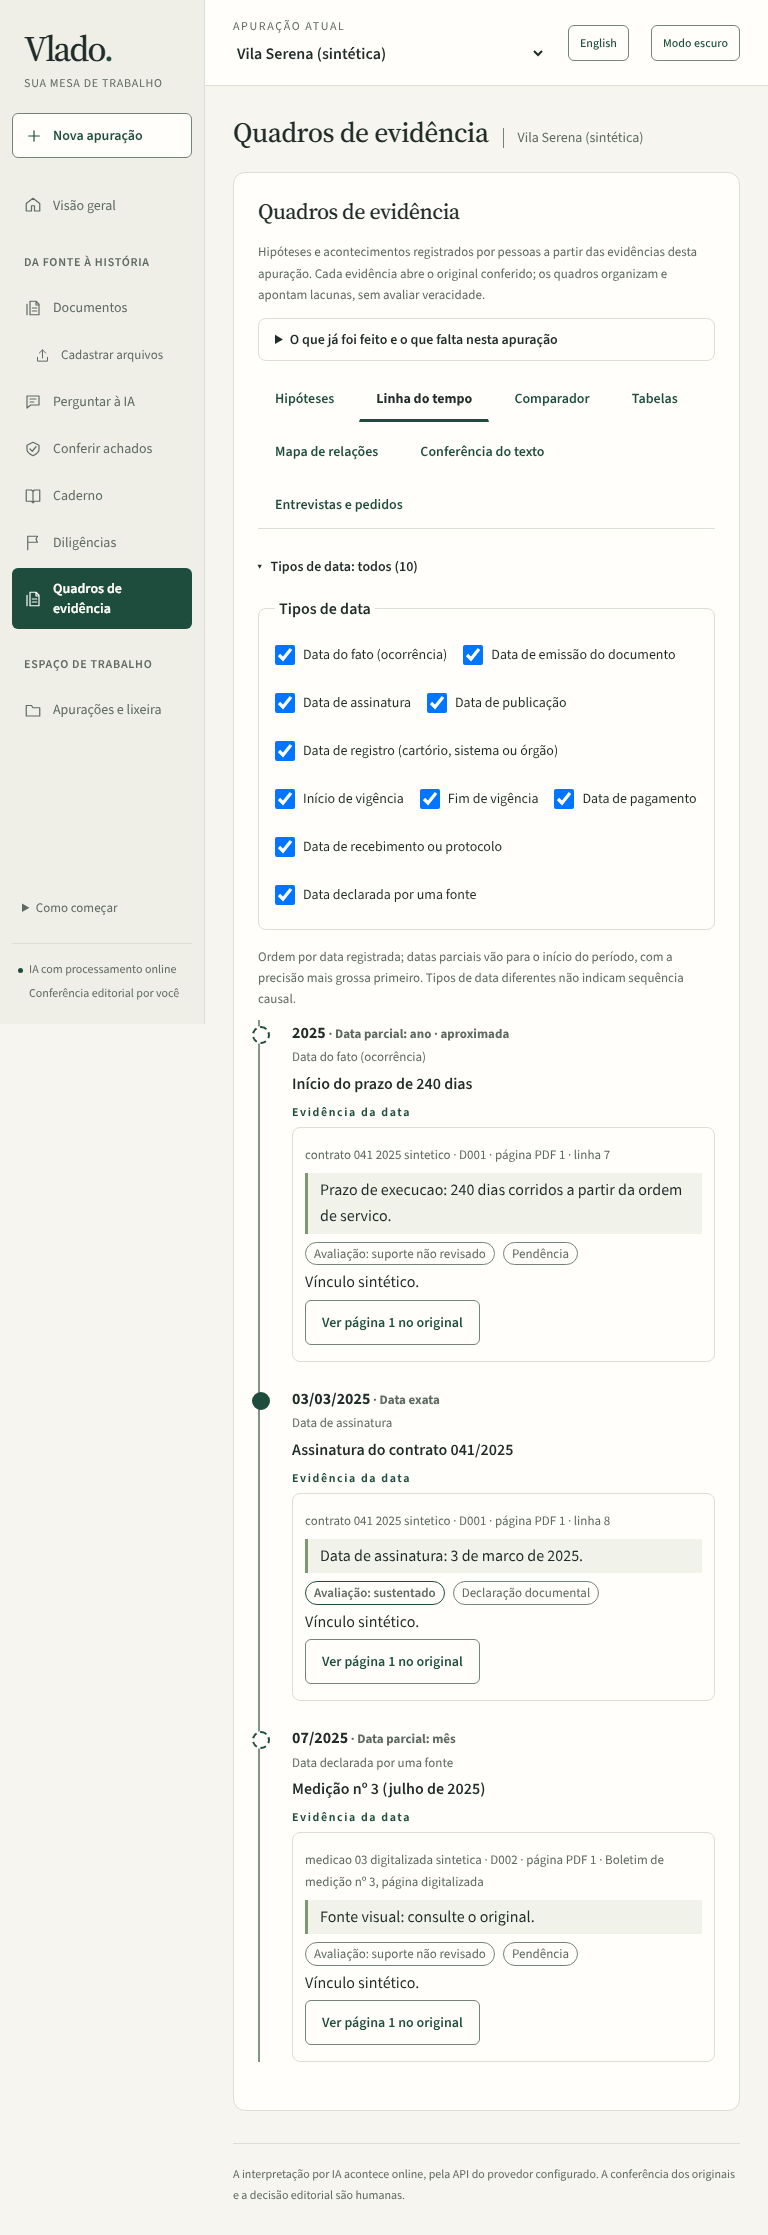 Vlado.
SUA MESA DE TRABALHO
Nova apuração
Visão geral
DA FONTE À HISTÓRIA
Documentos
Cadastrar arquivos
Perguntar à IA
Conferir achados
Caderno
Diligências
Quadros de
evidência
ESPAÇO DE TRABALHO
Apurações e lixeira
Como começar
IA com processamento online
Conferência editorial por você
APURAÇÃO ATUAL
Vila Serena (sintética)
English
Modo escuro
Quadros de evidência
Vila Serena (sintética)
Quadros de evidência
Hipóteses e acontecimentos registrados por pessoas a partir das evidências desta
apuração. Cada evidência abre o original conferido; os quadros organizam e
apontam lacunas, sem avaliar veracidade.
O que já foi feito e o que falta nesta apuração
Hipóteses Linha do tempo Comparador Tabelas
Mapa de relações Conferência do texto
Entrevistas e pedidos
Tipos de data: todos (10)
Tipos de data
Data do fato (ocorrência) Data de emissão do documento
Data de assinatura Data de publicação
Data de registro (cartório, sistema ou órgão)
Início de vigência Fim de vigência Data de pagamento
Data de recebimento ou protocolo
Data declarada por uma fonte
Ordem por data registrada; datas parciais vão para o início do período, com a
precisão mais grossa primeiro. Tipos de data diferentes não indicam sequência
causal.
2025 · Data parcial: ano · aproximada
Data do fato (ocorrência)
Início do prazo de 240 dias
Evidência da data
contrato 041 2025 sintetico · D001 · página PDF 1 · linha 7
Prazo de execucao: 240 dias corridos a partir da ordem
de servico.
Avaliação: suporte não revisado Pendência
Vínculo sintético.
Ver página 1 no original
03/03/2025 · Data exata
Data de assinatura
Assinatura do contrato 041/2025
Evidência da data
contrato 041 2025 sintetico · D001 · página PDF 1 · linha 8
Data de assinatura: 3 de marco de 2025.
Avaliação: sustentado Declaração documental
Vínculo sintético.
Ver página 1 no original
07/2025 · Data parcial: mês
Data declarada por uma fonte
Medição nº 3 (julho de 2025)
Evidência da data
medicao 03 digitalizada sintetica · D002 · página PDF 1 · Boletim de
medição nº 3, página digitalizada
Fonte visual: consulte o original.
Avaliação: suporte não revisado Pendência
Vínculo sintético.
Ver página 1 no original
A interpretação por IA acontece online, pela API do provedor configurado. A conferência dos originais
e a decisão editorial são humanas.